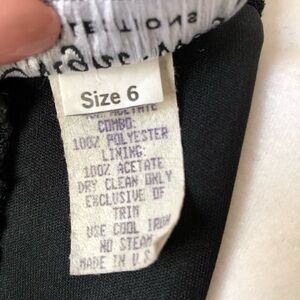 Size 6
ACETATE
COMBO:
100% POLYESTER
LINING:
100% ACETATE
DRY CLEAN ONLY
EXCLUSIVE OF
TRIM
USE COOL IRON
NO STEAM
MADE IN U.S.